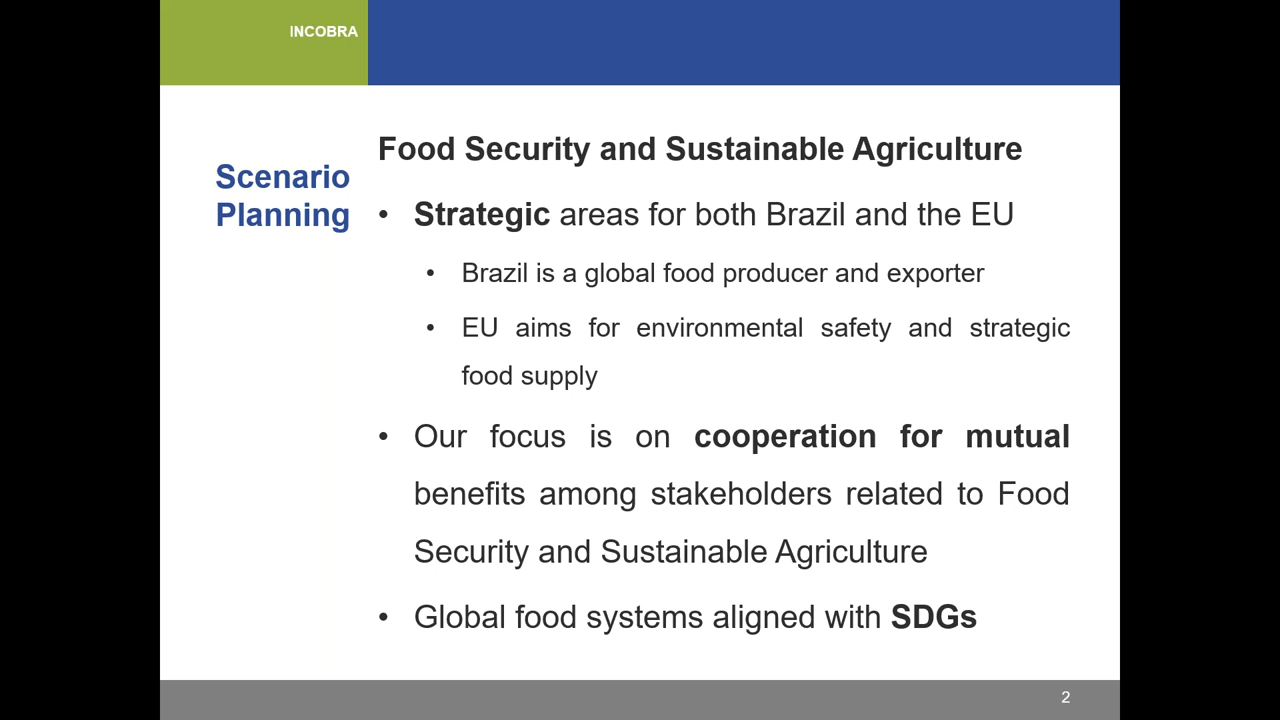 INCOBRA
Scenario
Planning
Food Security and Sustainable Agriculture
• Strategic areas for both Brazil and the EU
• Brazil is a global food producer and exporter
• EU aims for environmental safety and strategic
food supply
• Our focus is on cooperation for mutual
benefits among stakeholders related to Food
Security and Sustainable Agriculture
• Global food systems aligned with SDGs
2